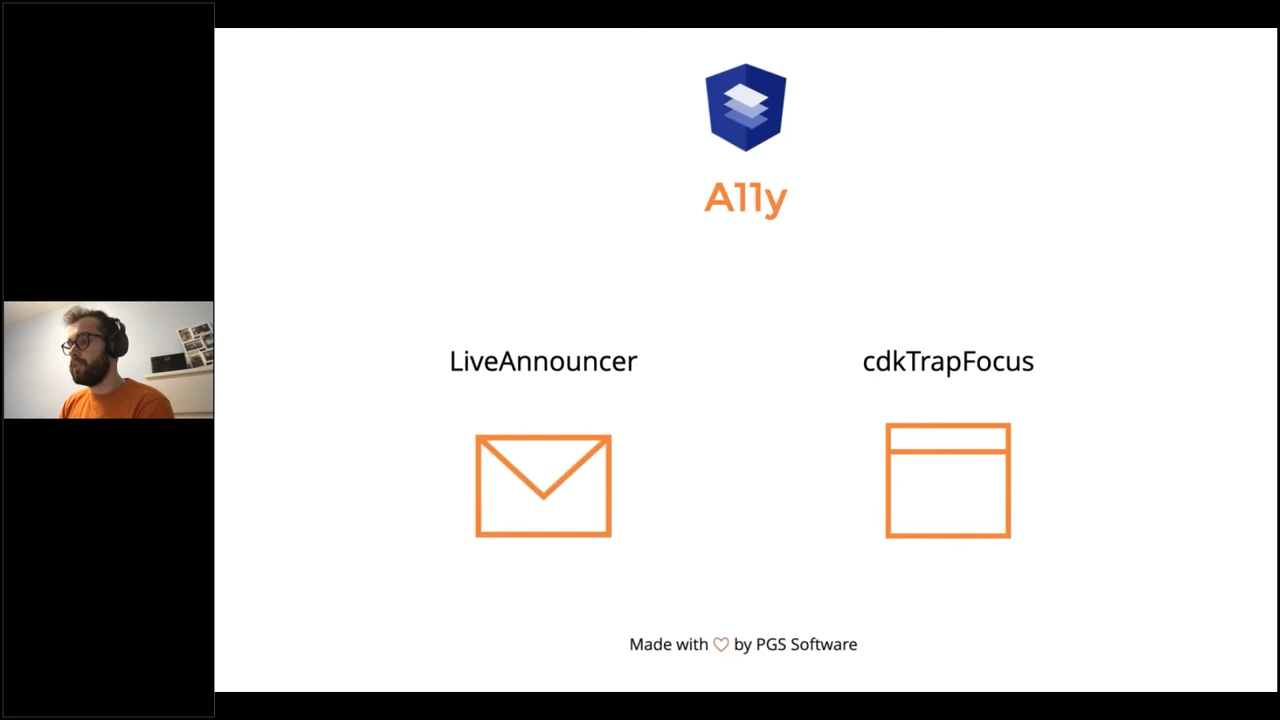 A11y
LiveAnnouncer
cdkTrapFocus
Made with ♡ by PGS Software